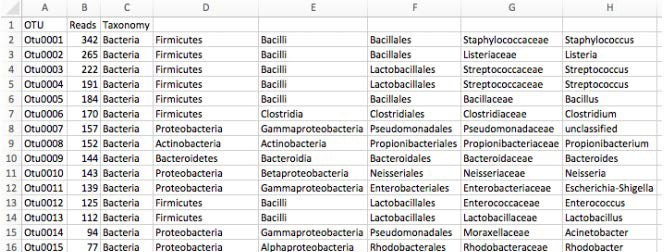 A B C D E F G H
1 OTU Reads Taxonomy
2 Otu0001 342 Bacteria Firmicutes Bacilli Bacillales Staphylococcaceae Staphylococcus
3 Otu0002 265 Bacteria Firmicutes Bacilli Bacillales Listeriaceae Listeria
4 Otu0003 222 Bacteria Firmicutes Bacilli Lactobacillales Streptococcaceae Streptococcus
5 Otu0004 191 Bacteria Firmicutes Bacilli Lactobacillales Streptococcaceae Streptococcus
6 Otu0005 184 Bacteria Firmicutes Bacilli Bacillales Bacillaceae Bacillus
7 Otu0006 170 Bacteria Firmicutes Clostridia Clostridiales Clostridiaceae Clostridium
8 Otu0007 157 Bacteria Proteobacteria Gammaproteobacteria Pseudomonadales Pseudomonadaceae unclassified
9 Otu0008 152 Bacteria Actinobacteria Actinobacteria Propionibacteriales Propionibacteriaceae Propionibacterium
10 Otu0009 144 Bacteria Bacteroidetes Bacteroidia Bacteroidales Bacteroidaceae Bacteroides
11 Otu0010 143 Bacteria Proteobacteria Betaproteobacteria Neisseriales Neisseriaceae Neisseria
12 Otu0011 139 Bacteria Proteobacteria Gammaproteobacteria Enterobacteriales Enterobacteriaceae Escherichia-Shigella
13 Otu0012 125 Bacteria Firmicutes Bacilli Lactobacillales Enterococcaceae Enterococcus
14 Otu0013 112 Bacteria Firmicutes Bacilli Lactobacillales Lactobacillaceae Lactobacillus
15 Otu0014 94 Bacteria Proteobacteria Gammaproteobacteria Pseudomonadales Moraxellaceae Acinetobacter
16 Otu0015 77 Bacteria Proteobacteria Alphaproteobacteria Rhodobacterales Rhodobacteraceae Rhodobacter